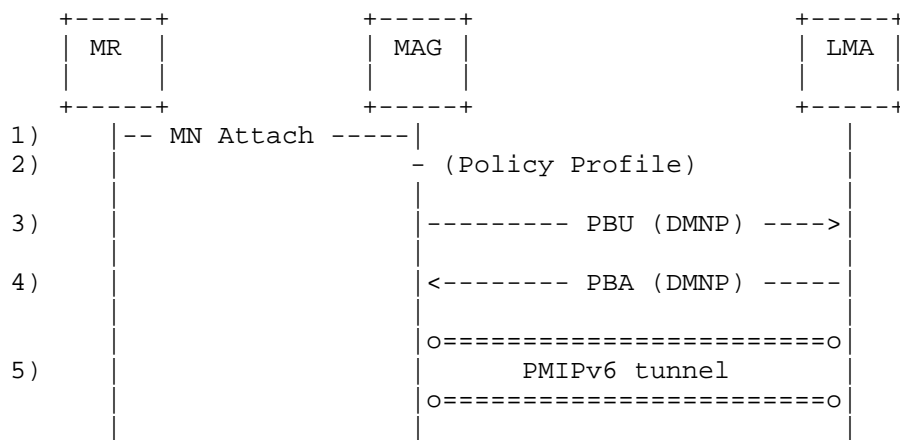 MR MAG LMA
1) MN Attach
2) (Policy Profile)
3) PBU (DMNP)
4) PBA (DMNP)
5) PMIPv6 tunnel